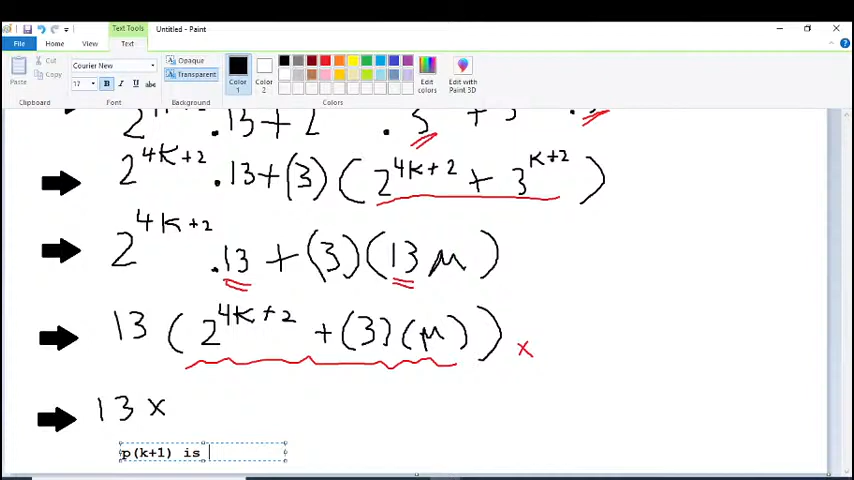 Text Tools
Untitled - Paint
File
Home
View
Text
Cut
Copy
Paste
Clipboard
Courier New
17
B I U abc
Font
Opaque
Transparent
Background
Color 1
Color 2
Colors
Edit colors
Edit with Paint 3D
2^{4K+2} .13+(3)(2^{4K+2} + 3^{K+2})
2^{4K+2} .13 + (3)(13μ)
13 (2^{4K+2} + (3)(μ)) x
13 x
p(k+1) is